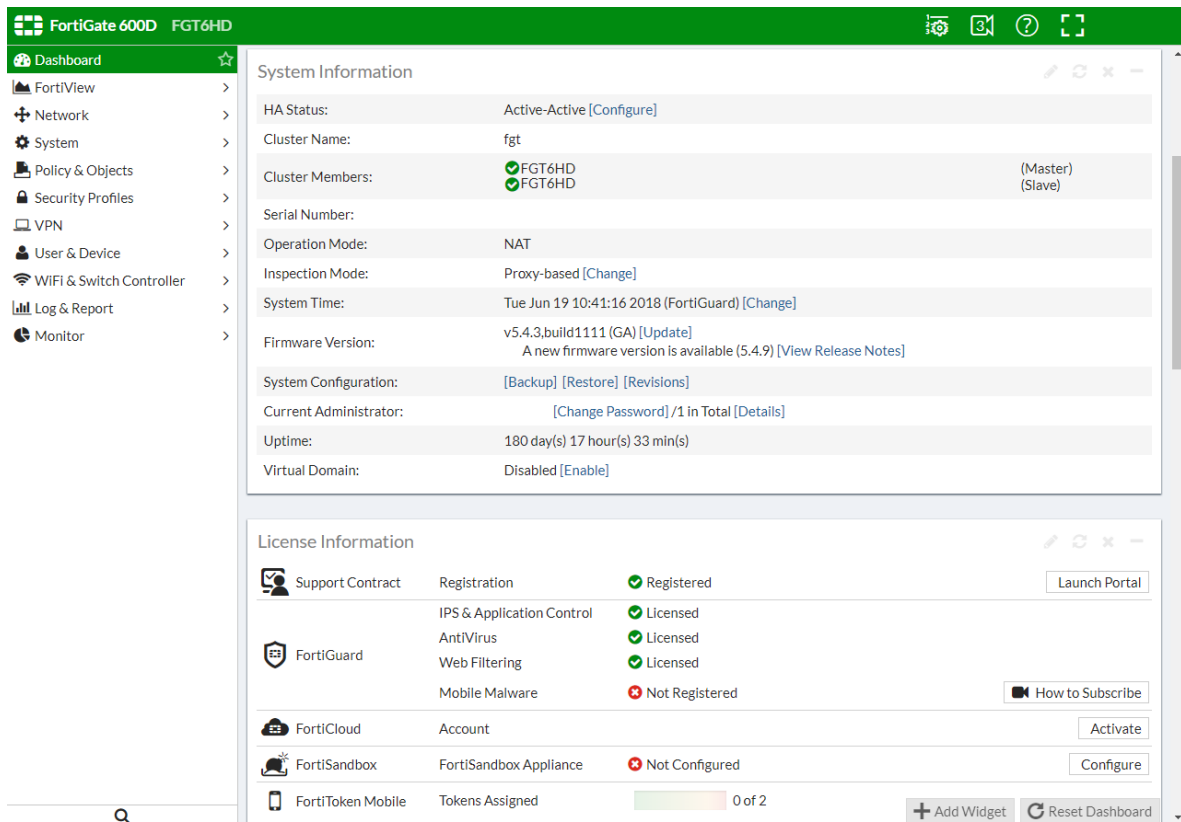 FortiGate 600D FGT6HD
3
Dashboard
FortiView
Network
System
Policy & Objects
Security Profiles
VPN
User & Device
WiFi & Switch Controller
Log & Report
Monitor
System Information
HA Status: Active-Active [Configure]
Cluster Name: fgt
Cluster Members: FGT6HD (Master)
FGT6HD (Slave)
Serial Number:
Operation Mode: NAT
Inspection Mode: Proxy-based [Change]
System Time: Tue Jun 19 10:41:16 2018 (FortiGuard) [Change]
Firmware Version: v5.4.3,build1111 (GA) [Update]
A new firmware version is available (5.4.9) [View Release Notes]
System Configuration: [Backup] [Restore] [Revisions]
Current Administrator: [Change Password] /1 in Total [Details]
Uptime: 180 day(s) 17 hour(s) 33 min(s)
Virtual Domain: Disabled [Enable]
License Information
Support Contract Registration Registered Launch Portal
IPS & Application Control Licensed
AntiVirus Licensed
FortiGuard
Web Filtering Licensed
Mobile Malware Not Registered How to Subscribe
FortiCloud Account Activate
FortiSandbox FortiSandbox Appliance Not Configured Configure
FortiToken Mobile Tokens Assigned 0 of 2
Add Widget Reset Dashboard